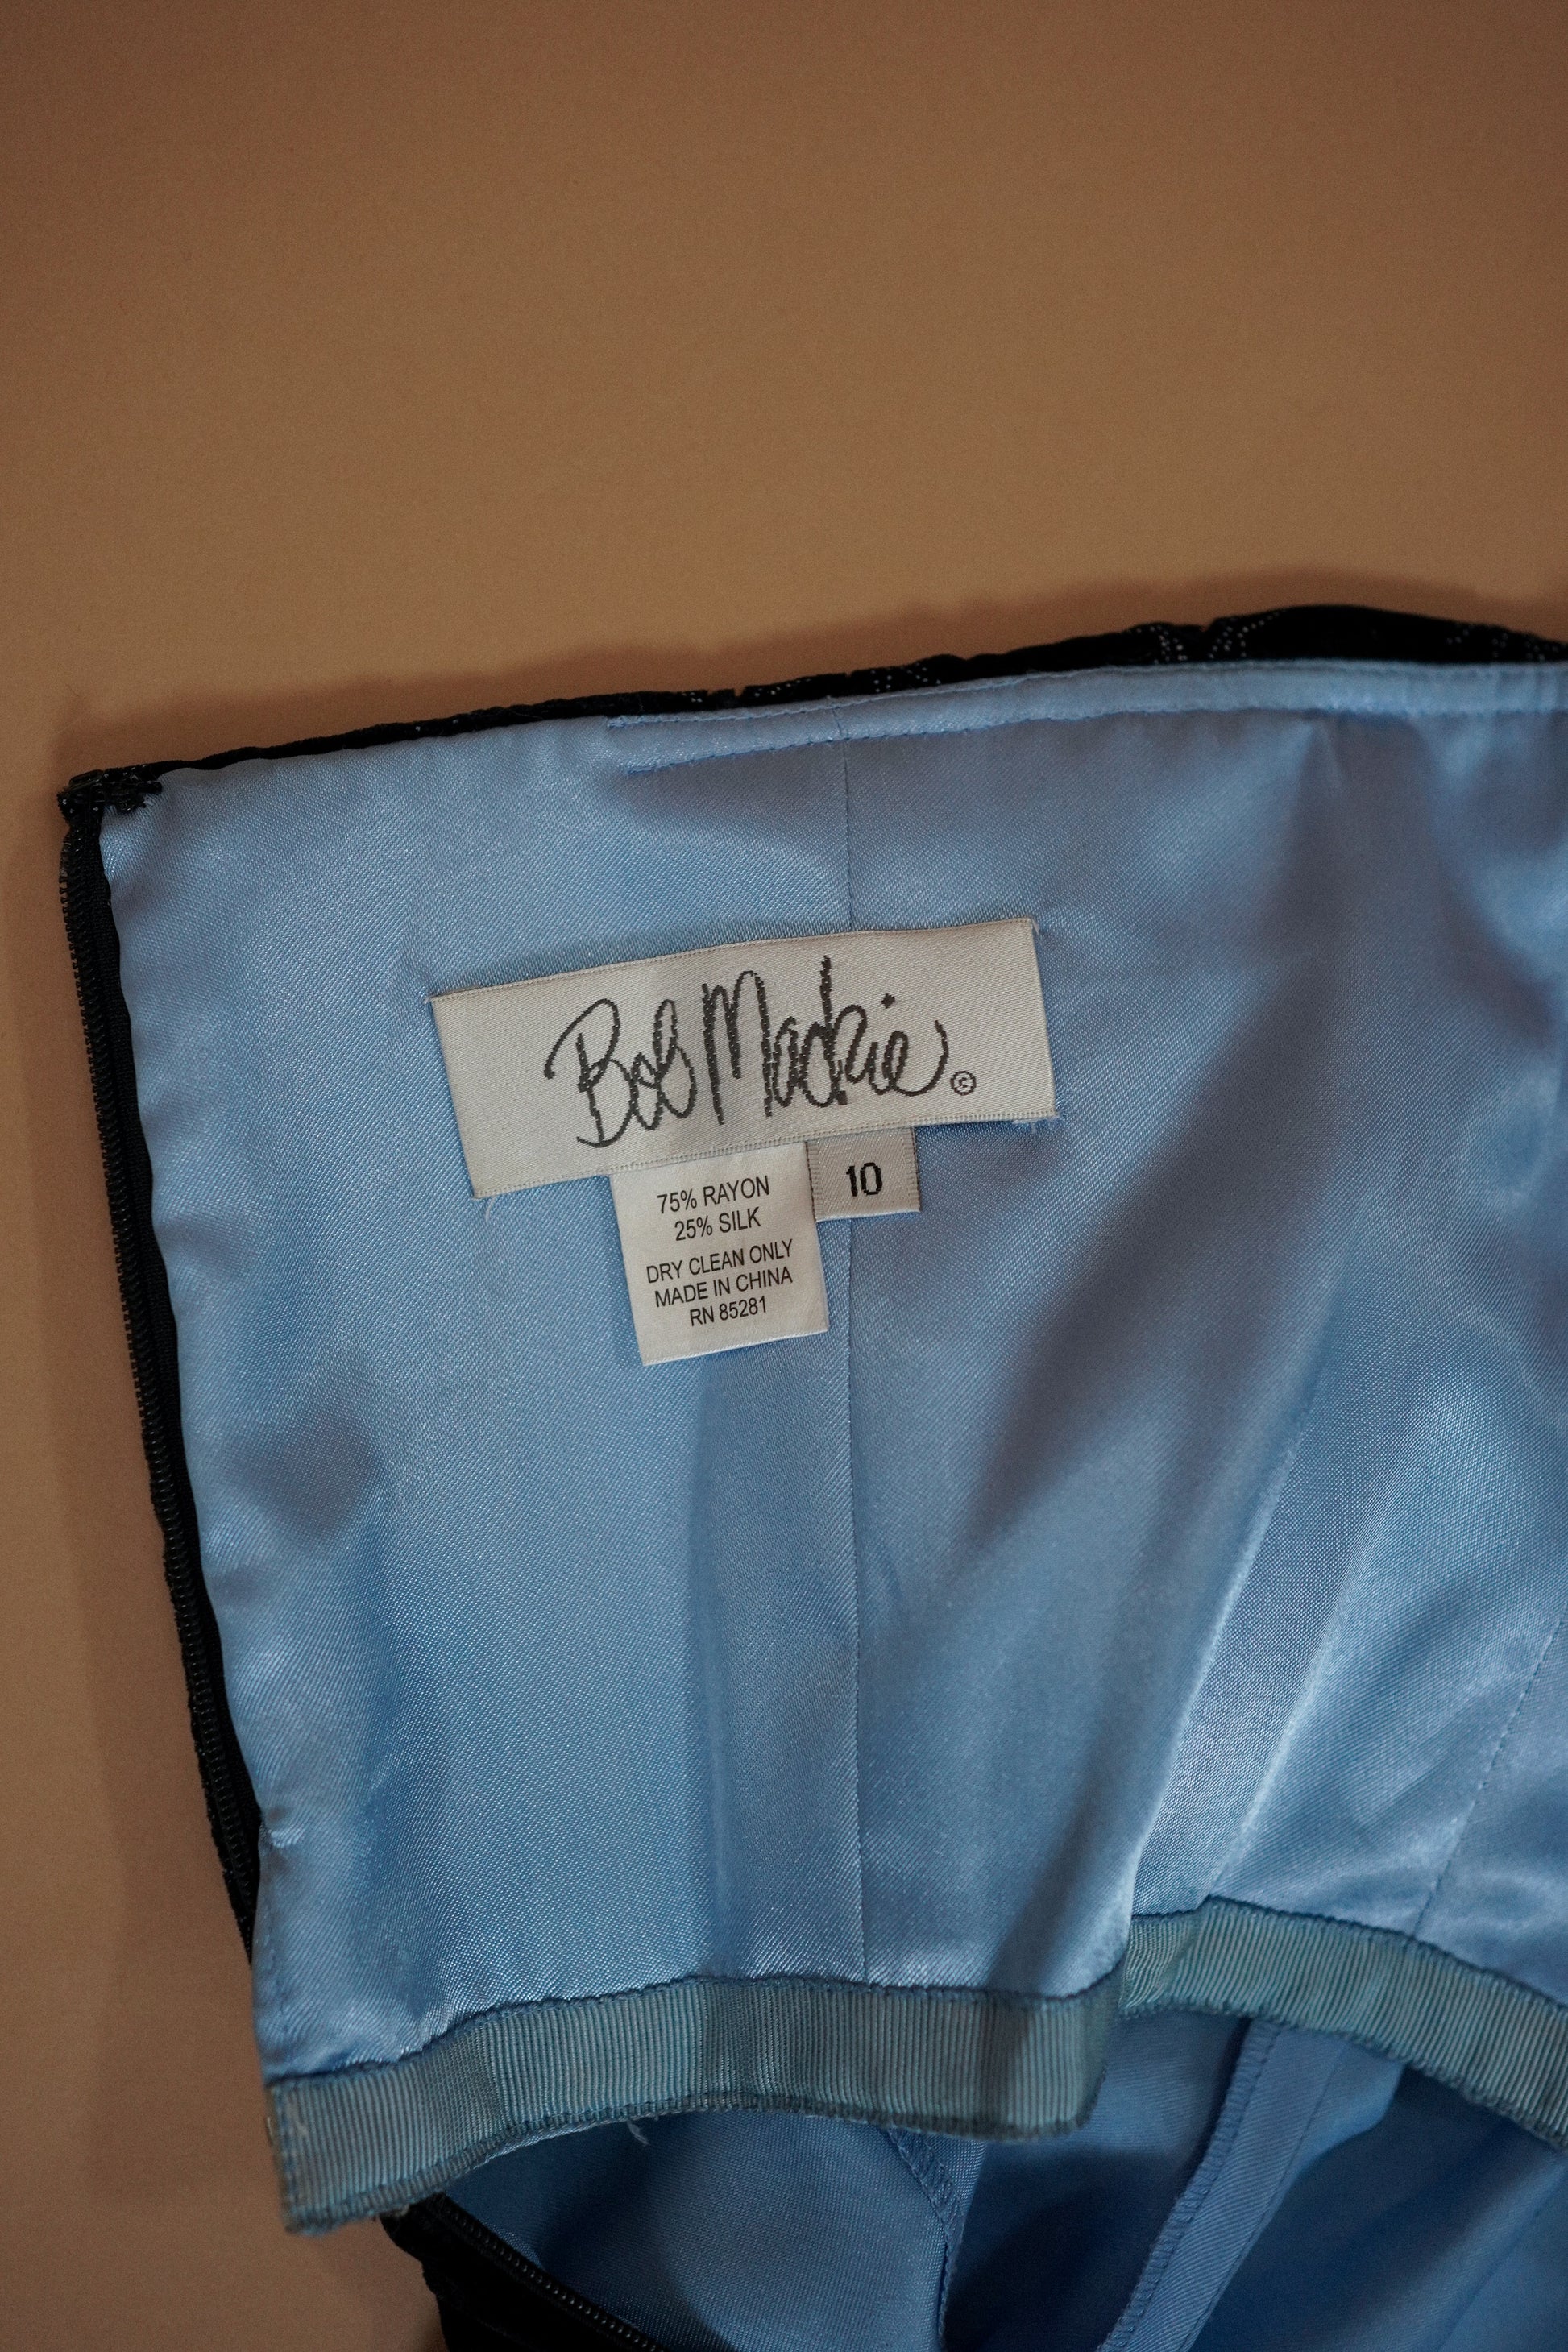 Bob Mackie ©
10
75% RAYON
25% SILK
DRY CLEAN ONLY
MADE IN CHINA
RN 85281